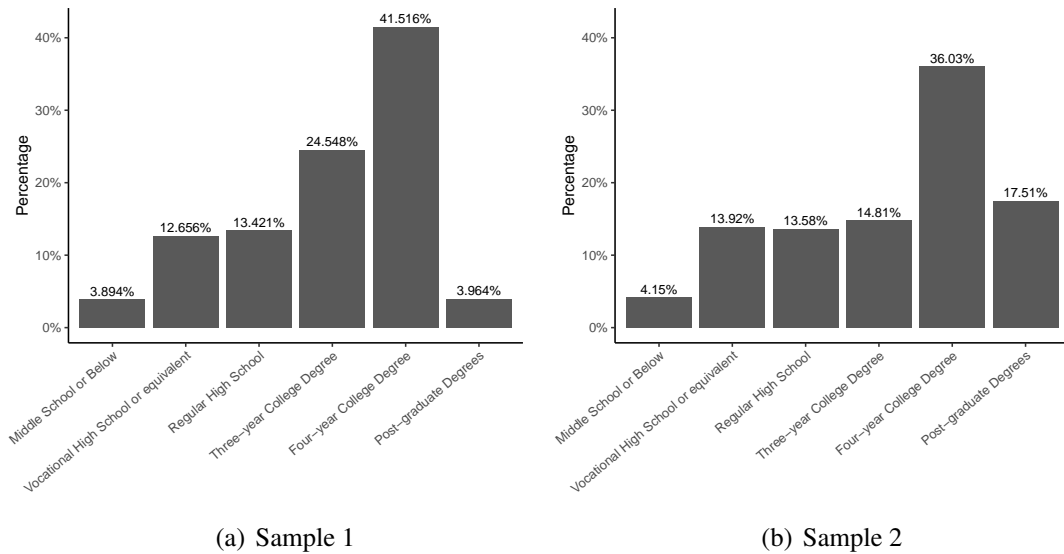 41.516%
40%
30%
24.548%
20%
12.656%
13.421%
10%
3.894%
3.964%
0%
Percentage
Middle School or Below
Vocational High School or equivalent
Regular High School
Three−year College Degree
Four−year College Degree
Post−graduate Degrees
(a) Sample 1
40%
36.03%
30%
20%
17.51%
13.92%
13.58%
14.81%
10%
4.15%
0%
Percentage
Middle School or Below
Vocational High School or equivalent
Regular High School
Three−year College Degree
Four−year College Degree
Post−graduate Degrees
(b) Sample 2